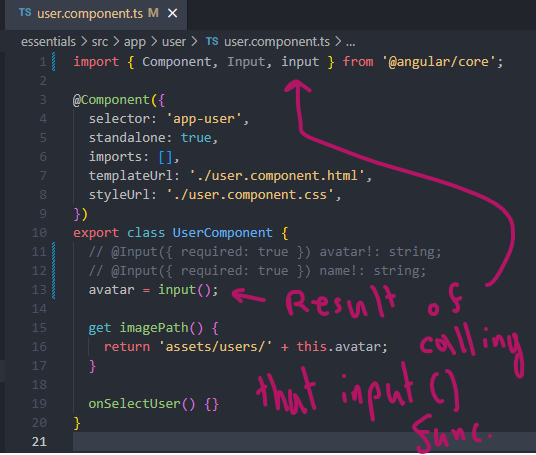 TS user.component.ts M ×
essentials > src > app > user > TS user.component.ts > ...
1 import { Component, Input, input } from '@angular/core';
2
3 @Component({
4 selector: 'app-user',
5 standalone: true,
6 imports: [],
7 templateUrl: './user.component.html',
8 styleUrl: './user.component.css',
9 })
10 export class UserComponent {
11 // @Input({ required: true }) avatar!: string;
12 // @Input({ required: true }) name!: string;
13 avatar = input();
14
15 get imagePath() {
16 return 'assets/users/' + this.avatar;
17 }
18
19 onSelectUser() {}
20 }
21
Result of
calling
that input()
func.